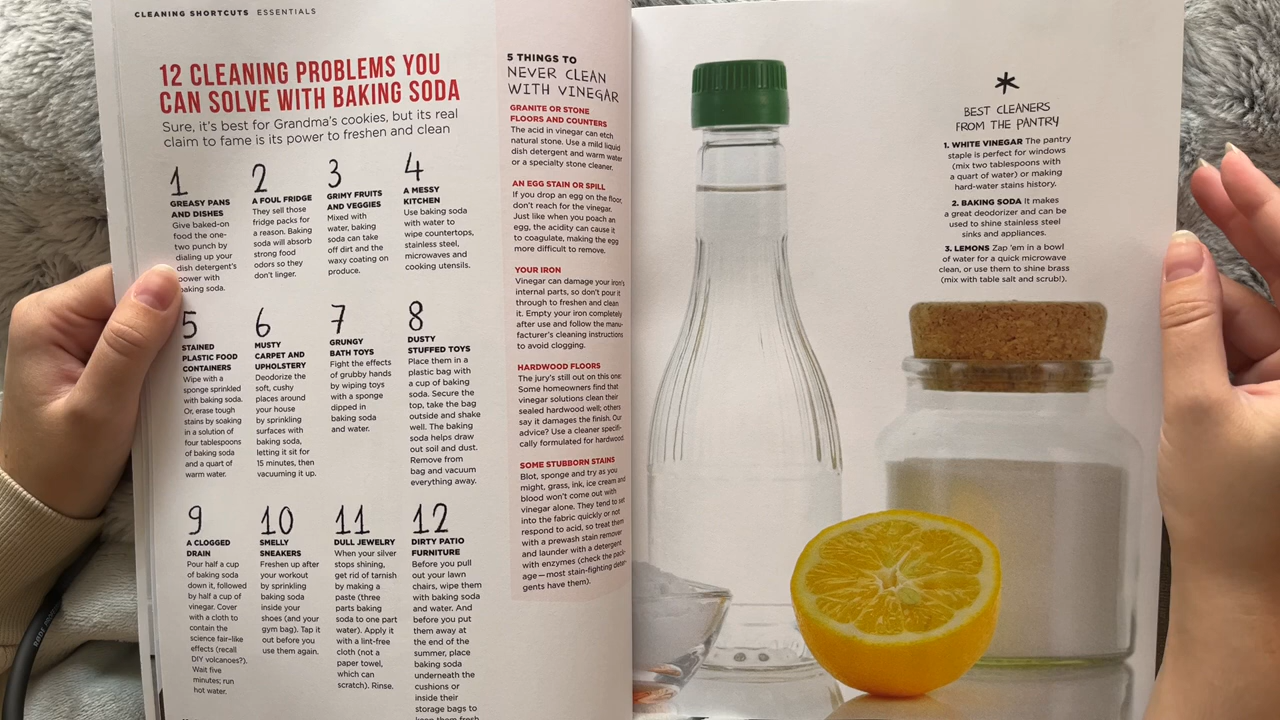 CLEANING SHORTCUTS ESSENTIALS
12 CLEANING PROBLEMS YOU
CAN SOLVE WITH BAKING SODA
Sure, it's best for Grandma's cookies, but its real
claim to fame is its power to freshen and clean
1
GREASY PANS
AND DISHES
Give baked-on
food the one-
two punch by
dialing up your
dish detergent's
power with
baking soda.
2
A FOUL FRIDGE
They sell those
fridge packs for
a reason. Baking
soda will absorb
strong food
odors so they
don't linger.
3
GRIMY FRUITS
AND VEGGIES
Mixed with
water, baking
soda can take
off dirt and the
waxy coating on
produce.
4
A MESSY
KITCHEN
Use baking soda
with water to
wipe countertops,
stainless steel,
microwaves and
cooking utensils.
5
STAINED
PLASTIC FOOD
CONTAINERS
Wipe with a
sponge sprinkled
with baking soda.
Or, erase tough
stains by soaking
in a solution of
four tablespoons
of baking soda
and a quart of
warm water.
6
MUSTY
CARPET AND
UPHOLSTERY
Deodorize the
soft, cushy
places around
your house
by sprinkling
surfaces with
baking soda,
letting it sit for
15 minutes, then
vacuuming it up.
7
GRUNGY
BATH TOYS
Fight the effects
of grubby hands
by wiping toys
with a sponge
dipped in
baking soda
and water.
8
DUSTY
STUFFED TOYS
Place them in a
plastic bag with
a cup of baking
soda. Secure the
top, take the bag
outside and shake
well. The baking
soda helps draw
out soil and dust.
Remove from
bag and vacuum
everything away.
9
A CLOGGED
DRAIN
Pour half a cup
of baking soda
down it, followed
by half a cup of
vinegar. Cover
with a cloth to
contain the
science fair–like
effects (recall
DIY volcanoes?).
Wait five
minutes; run
hot water.
10
SMELLY
SNEAKERS
Freshen up after
your workout
by sprinkling
baking soda
inside your
shoes (and your
gym bag). Tap it
out before you
use them again.
11
DULL JEWELRY
When your silver
stops shining,
get rid of tarnish
by making a
paste (three
parts baking
soda to one part
water). Apply it
with a lint-free
cloth (not a
paper towel,
which can
scratch). Rinse.
12
DIRTY PATIO
FURNITURE
Before you pull
out your lawn
chairs, wipe them
with baking soda
and water. And
before you put
them away at
the end of the
summer, place
baking soda
underneath the
cushions or
inside their
storage bags to
keep them fresh
5 THINGS TO
NEVER CLEAN
WITH VINEGAR
GRANITE OR STONE
FLOORS AND COUNTERS
The acid in vinegar can etch
natural stone. Use a mild liquid
dish detergent and warm water
or a specialty stone cleaner.
AN EGG STAIN OR SPILL
If you drop an egg on the floor,
don't reach for the vinegar.
Just like when you poach an
egg, the acidity can cause it
to coagulate, making the egg
more difficult to remove.
YOUR IRON
Vinegar can damage your iron's
internal parts, so don't pour it
through to freshen and clean
it. Empty your iron completely
after use and follow the manu-
facturer's cleaning instructions
to avoid clogging.
HARDWOOD FLOORS
The jury's still out on this one:
Some homeowners find that
vinegar solutions clean their
sealed hardwood well; others
say it damages the finish. Our
advice? Use a cleaner specifi-
cally formulated for hardwood.
SOME STUBBORN STAINS
Blot, sponge and try as you
might, grass, ink, ice cream and
blood won't come out with
vinegar alone. They tend to set
into the fabric quickly or not
respond to acid, so treat them
with a prewash stain remover
and launder with a detergent
with enzymes (check the pack-
age—most stain-fighting deter-
gents have them).
*
BEST CLEANERS
FROM THE PANTRY
1. WHITE VINEGAR The pantry
staple is perfect for windows
(mix two tablespoons with
a quart of water) or making
hard-water stains history.
2. BAKING SODA It makes
a great deodorizer and can be
used to shine stainless steel
sinks and appliances.
3. LEMONS Zap 'em in a bowl
of water for a quick microwave
clean, or use them to shine brass
(mix with table salt and scrub!).